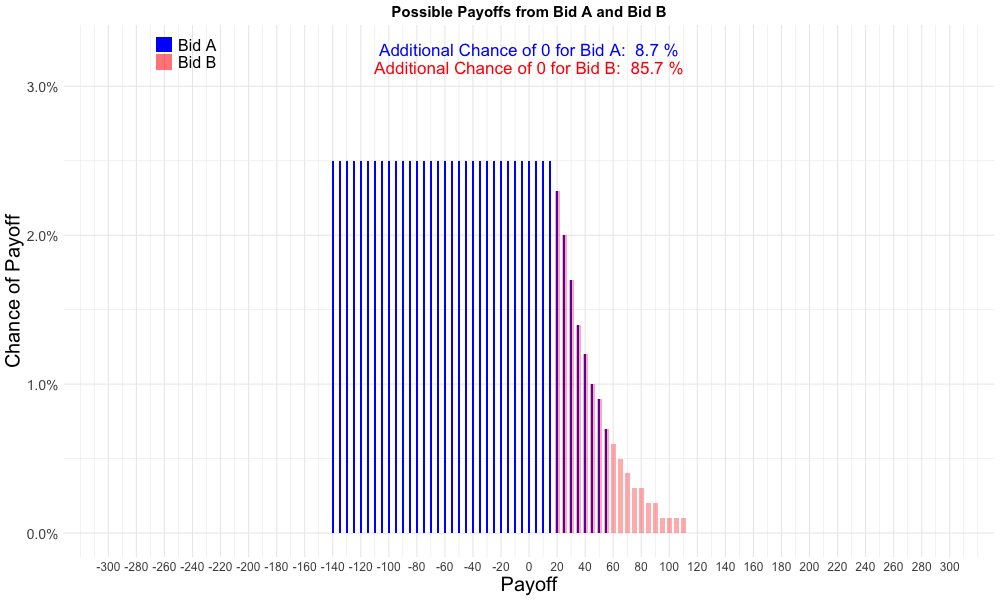 Possible Payoffs from Bid A and Bid B
Bid A
Bid B
Additional Chance of 0 for Bid A:  8.7 %
Additional Chance of 0 for Bid B:  85.7 %
Chance of Payoff
3.0%
2.0%
1.0%
0.0%
-300 -280 -260 -240 -220 -200 -180 -160 -140 -120 -100 -80 -60 -40 -20 0 20 40 60 80 100 120 140 160 180 200 220 240 260 280 300
Payoff